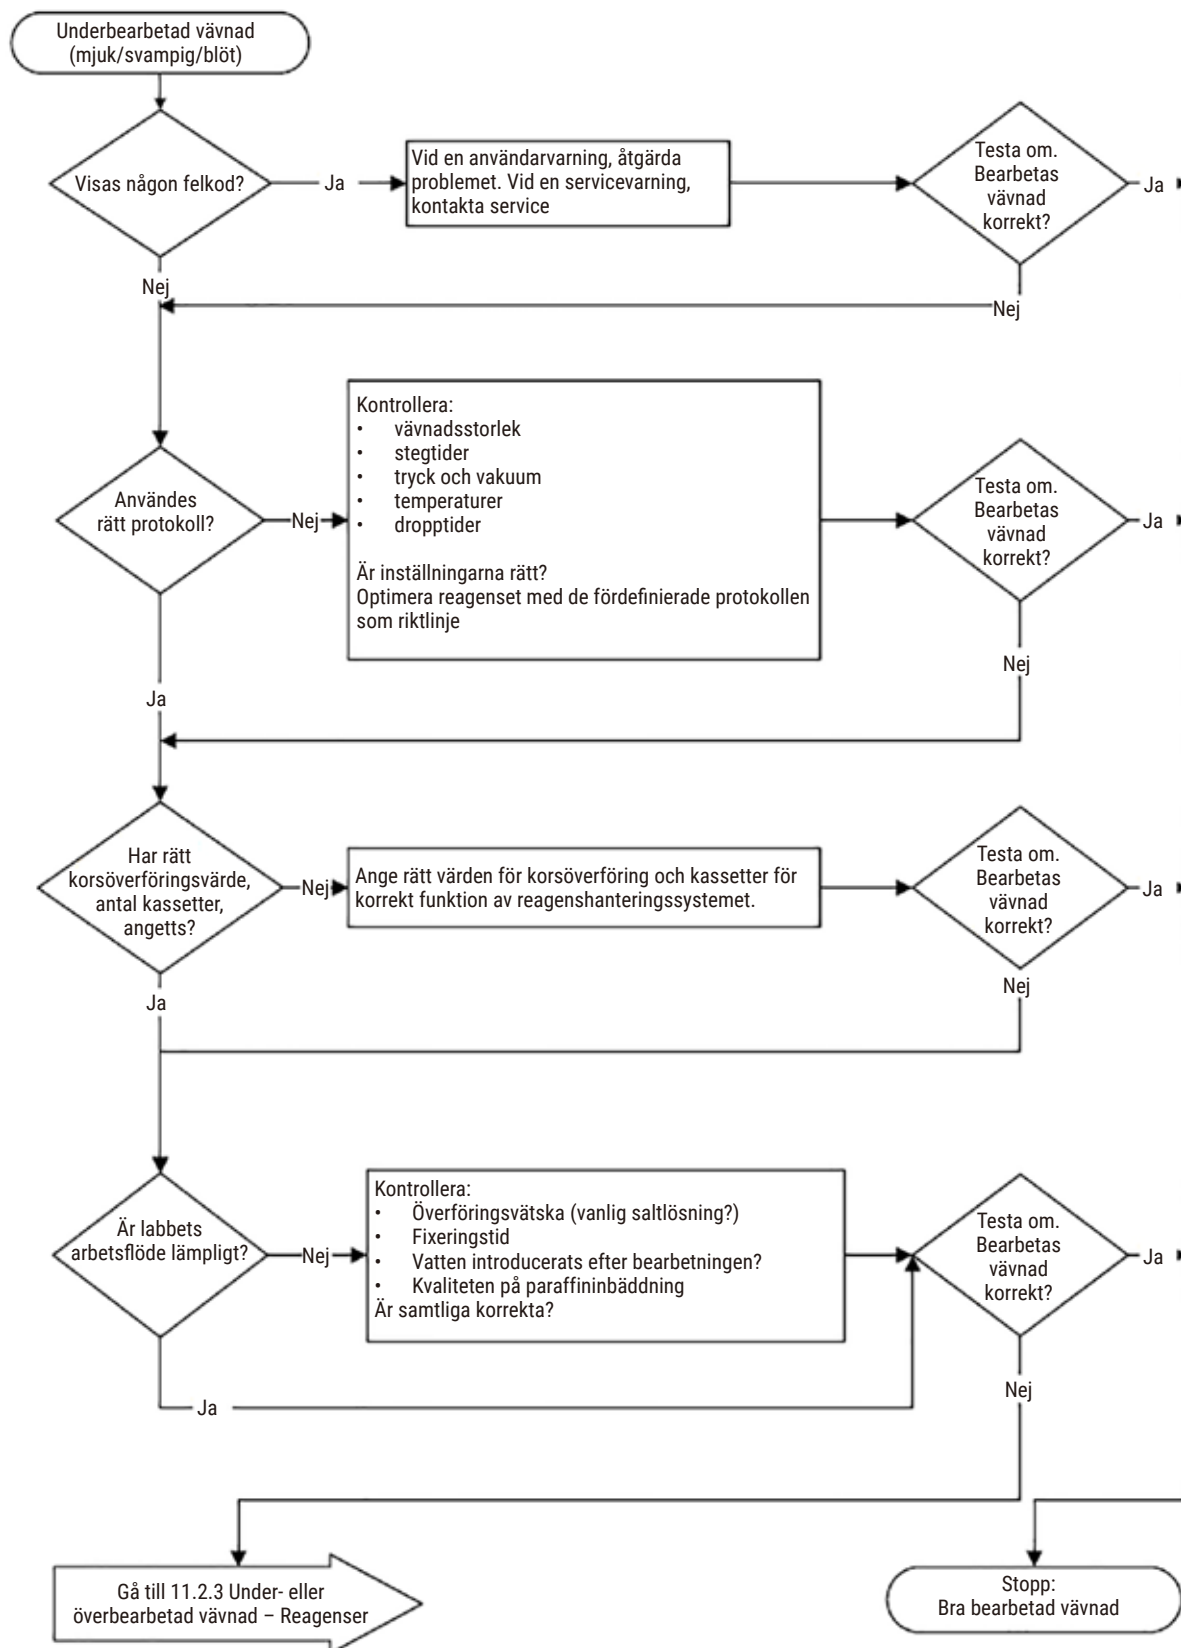 Underbearbetad vävnad
(mjuk/svampig/blöt)
Visas någon felkod?
Ja
Vid en användarvarning, åtgärda
problemet. Vid en servicevarning,
kontakta service
Testa om.
Bearbetas
vävnad
korrekt?
Ja
Nej
Nej
Användes
rätt protokoll?
Nej
Kontrollera:
• vävnadsstorlek
• stegtider
• tryck och vakuum
• temperaturer
• dropptider
Är inställningarna rätt?
Optimera reagenset med de fördefinierade protokollen
som riktlinje
Testa om.
Bearbetas
vävnad
korrekt?
Ja
Nej
Ja
Har rätt
korsöverföringsvärde,
antal kassetter,
angetts?
Nej
Ange rätt värden för korsöverföring och kassetter för
korrekt funktion av reagenshanteringssystemet.
Testa om.
Bearbetas
vävnad
korrekt?
Ja
Nej
Ja
Är labbets
arbetsflöde lämpligt?
Nej
Kontrollera:
• Överföringsvätska (vanlig saltlösning?)
• Fixeringstid
• Vatten introducerats efter bearbetningen?
• Kvaliteten på paraffininbäddning
Är samtliga korrekta?
Testa om.
Bearbetas
vävnad
korrekt?
Ja
Nej
Ja
Gå till 11.2.3 Under- eller
överbearbetad vävnad – Reagenser
Stopp:
Bra bearbetad vävnad